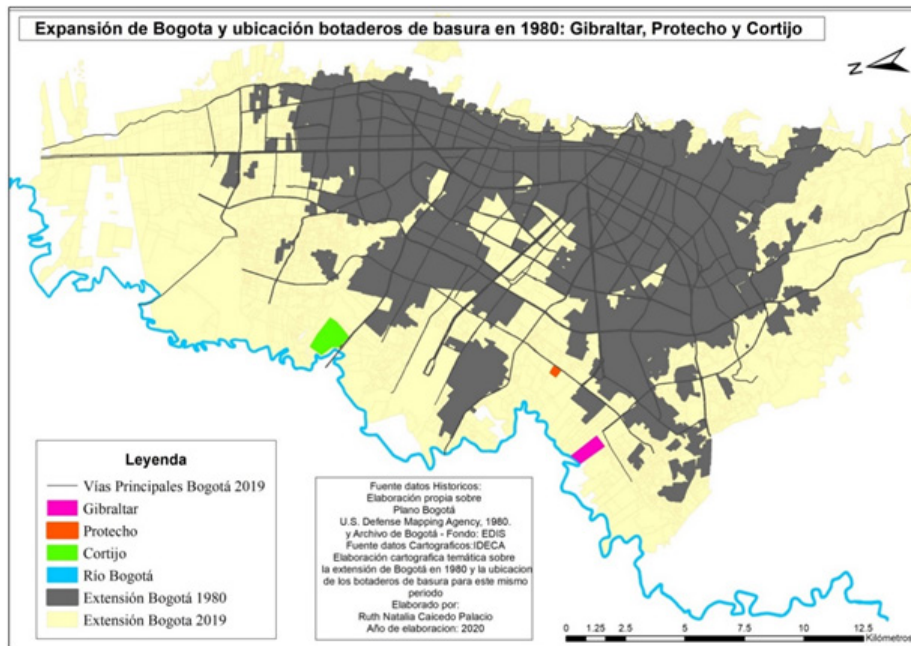 Expansión de Bogota y ubicación botaderos de basura en 1980: Gibraltar, Protecho y Cortijo
N
Leyenda
Vías Principales Bogotá 2019
Gibraltar
Protecho
Cortijo
Río Bogotá
Extensión Bogotá 1980
Extensión Bogota 2019
Fuente datos Historicos:
Elaboración propia sobre
Plano Bogotá
U.S. Defense Mapping Agency, 1980.
y Archivo de Bogotá - Fondo: EDIS
Fuente datos Cartograficos:IDECA
Elaboración cartografica temática sobre
la extensión de Bogotá en 1980 y la ubicacion
de los botaderos de basura para este mismo
periodo
Elaborado por:
Ruth Natalia Caicedo Palacio
Año de elaboracion: 2020
0 1.25 2.5 5 7.5 10 12.5
Kilómetros